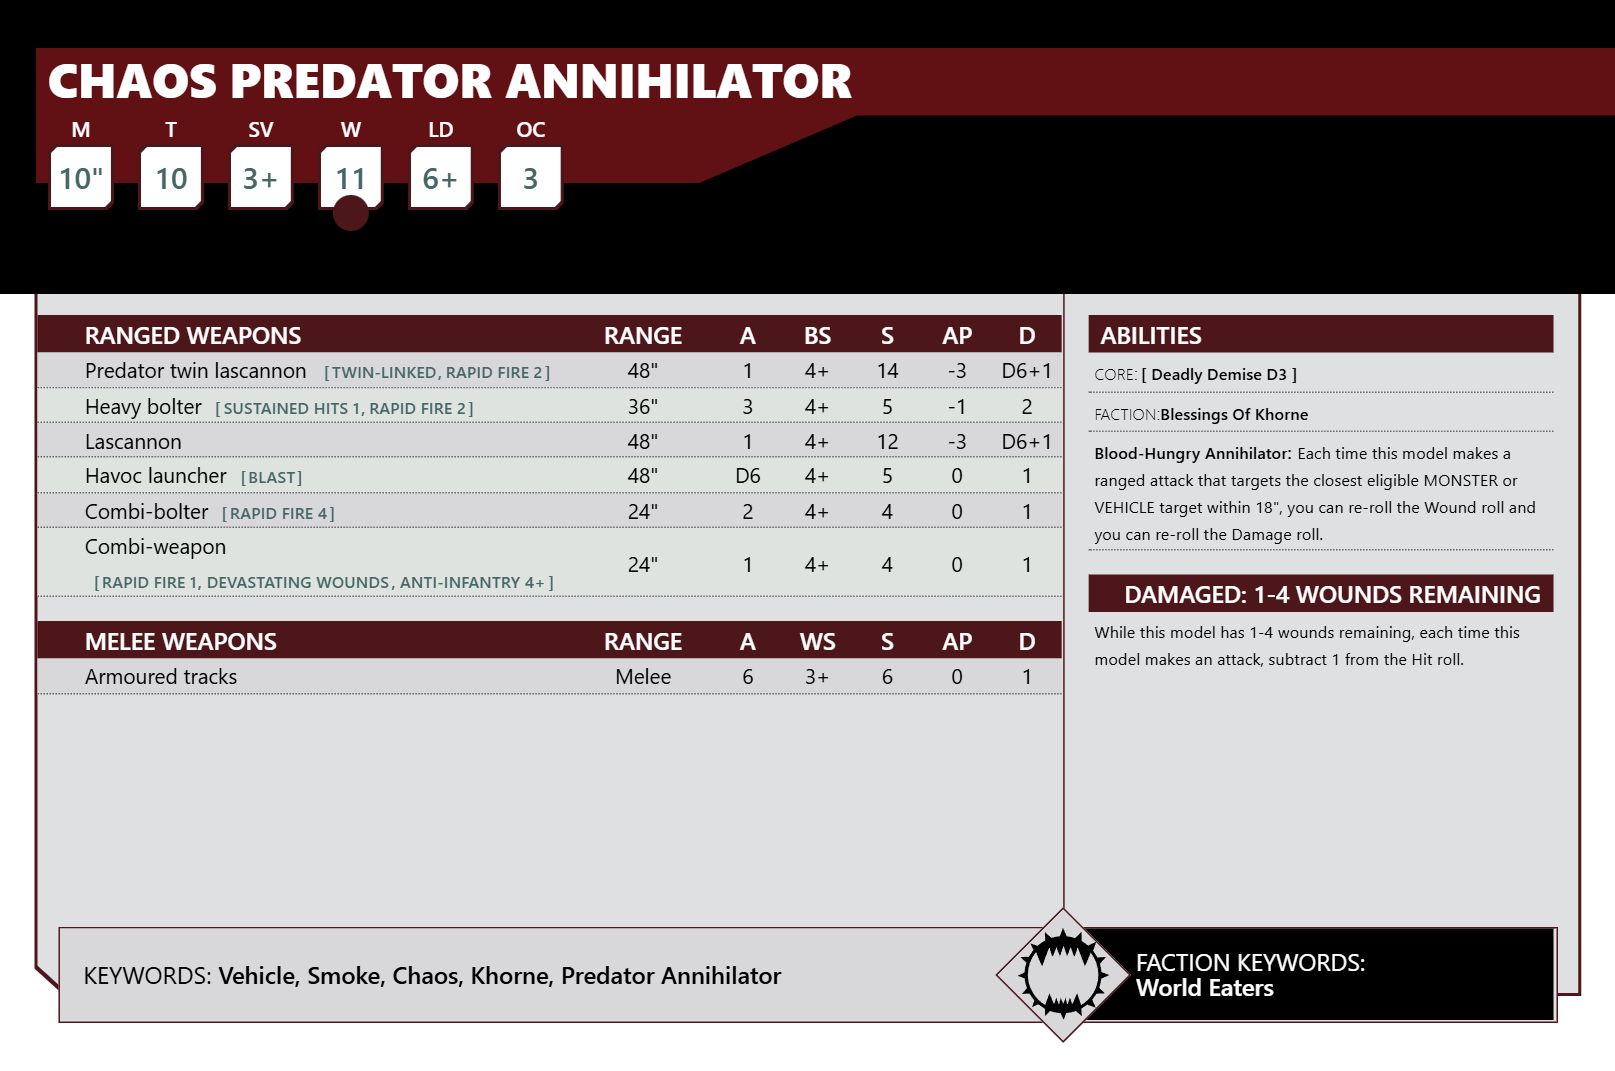 CHAOS PREDATOR ANNIHILATOR
M T SV W LD OC
10" 10 3+ 11 6+ 3
RANGED WEAPONS RANGE A BS S AP D
Predator twin lascannon [TWIN-LINKED, RAPID FIRE 2] 48" 1 4+ 14 -3 D6+1
Heavy bolter [SUSTAINED HITS 1, RAPID FIRE 2] 36" 3 4+ 5 -1 2
Lascannon 48" 1 4+ 12 -3 D6+1
Havoc launcher [BLAST] 48" D6 4+ 5 0 1
Combi-bolter [RAPID FIRE 4] 24" 2 4+ 4 0 1
Combi-weapon
[RAPID FIRE 1, DEVASTATING WOUNDS, ANTI-INFANTRY 4+] 24" 1 4+ 4 0 1
MELEE WEAPONS RANGE A WS S AP D
Armoured tracks Melee 6 3+ 6 0 1
ABILITIES
CORE: [ Deadly Demise D3 ]
FACTION:Blessings Of Khorne
Blood-Hungry Annihilator: Each time this model makes a
ranged attack that targets the closest eligible MONSTER or
VEHICLE target within 18", you can re-roll the Wound roll and
you can re-roll the Damage roll.
DAMAGED: 1-4 WOUNDS REMAINING
While this model has 1-4 wounds remaining, each time this
model makes an attack, subtract 1 from the Hit roll.
KEYWORDS: Vehicle, Smoke, Chaos, Khorne, Predator Annihilator
FACTION KEYWORDS:
World Eaters